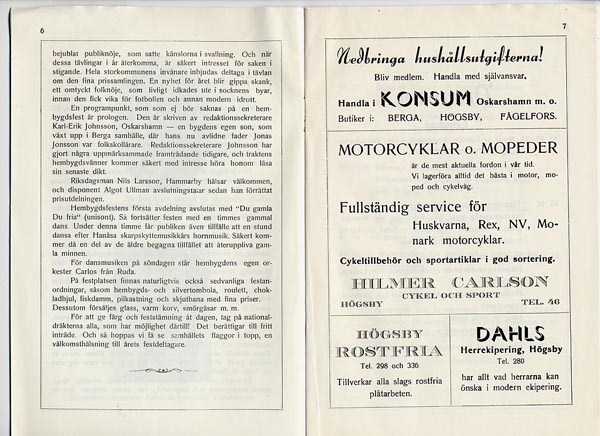 6
bejublat publiknöje, som satte känslorna i svallning. Och när
dessa tävlingar i år återkomma, är säkert intresset för saken i
stigande. Hela storkommunens invånare inbjudas deltaga i tävlan
om den fina prissamlingen. En nyhet för året blir gippa skank,
ett omtyckt folknöje, som livligt idkades ute i socknens byar,
innan den fick vika för fotbollen och annan modern idrott.
En programpunkt, som som ej bör saknas på en hem-
bygdsfest är prologen. Den är skriven av redaktionssekreterare
Karl-Erik Johnsson, Oskarshamn — en bygdens egen son, som
växt upp i Berga samhälle, där hans nu avlidne fader Jonas
Jonsson var folkskollärare. Redaktionssekreterare Johnsson har
gjort några uppmärksammade framträdande tidigare, och traktens
hembygdsvänner kommer säkert med intresse höra honom läsa
sin senaste dikt.
Riksdagsman Nils Larsson, Hammarby hälsar välkommen,
och disponent Algot Ullman avslutningstaiar sedan han förrättat
prisutdelningen.
Hembygdsfestens första avdelning avslutas med "Du gamla
Du fria" (unisont). Så fortsätter festen med en timmes gammal
dans. Under denna timme får publiken även tillfälle att en stund
dansa efter Hanåsa skarpskyttemusikkårs hornmusik. Säkert kom-
mer då en del av de äldre begagna tillfället att återuppliva gam-
la minnen.
För dansmusiken på söndagen står hembygdens egen or-
kester Carlos från Ruda.
På festplatsen finnas naturligtvis också sedvanliga festan-
ordningar, såsom hembygds- och silvertombola, roulett, chok-
ladhjul, fiskdamm, pilkastning och skjutbana med fina priser.
Dessutom försäljes glass, varm korv, smörgåsar m. m.
För att ge färg och feststämning åt dagen, tag på national-
dräkterna alla, som har möjlighet därtill! Det berättigar till fritt
inträde. Och så hoppas vi få se samhällets flaggor i topp, en
välkomsthälsning till årets festdeltagare.
7
Nedbringa hushållsutgifterna!
Bliv medlem. Handla med självansvar.
Handla i KONSUM Oskarshamn m. o.
Butiker i: BERGA, HÖGSBY, FÅGELFORS.
MOTORCYKLAR o. MOPEDER
är de mest aktuella fordon i vår tid.
Vi lagerföra alltid det bästa i motor, mo-
ped och cykelväg.
Fullständig service för
Huskvarna, Rex, NV, Mo-
nark motorcyklar.
Cykeltillbehör och sportartiklar i god sortering.
HILMER CARLSON
CYKEL OCH SPORT
HÖGSBY TEL. 46
HÖGSBY
ROSTFRIA
Tel. 298 och 336
Tillverkar alla slags rostfria
plåtarbeten.
DAHLS
Herrekipering, Högsby
Tel. 280
har allt vad herrarna kan
önska i modern ekipering.